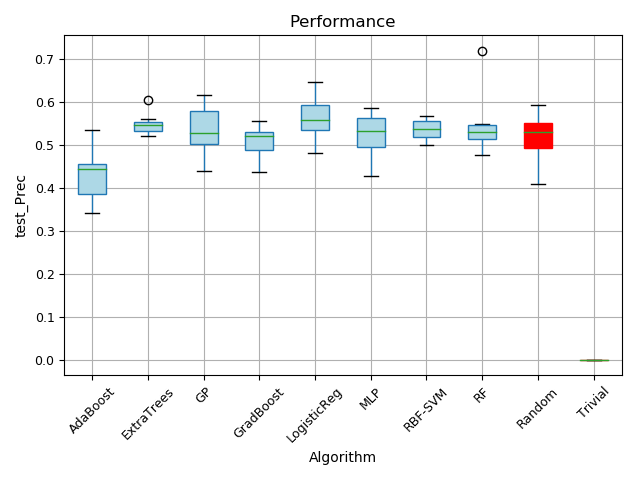 Performance
test_Prec
0.7
0.6
0.5
0.4
0.3
0.2
0.1
0.0
AdaBoost
ExtraTrees
GP
GradBoost
LogisticReg
MLP
RBF-SVM
RF
Random
Trivial
Algorithm